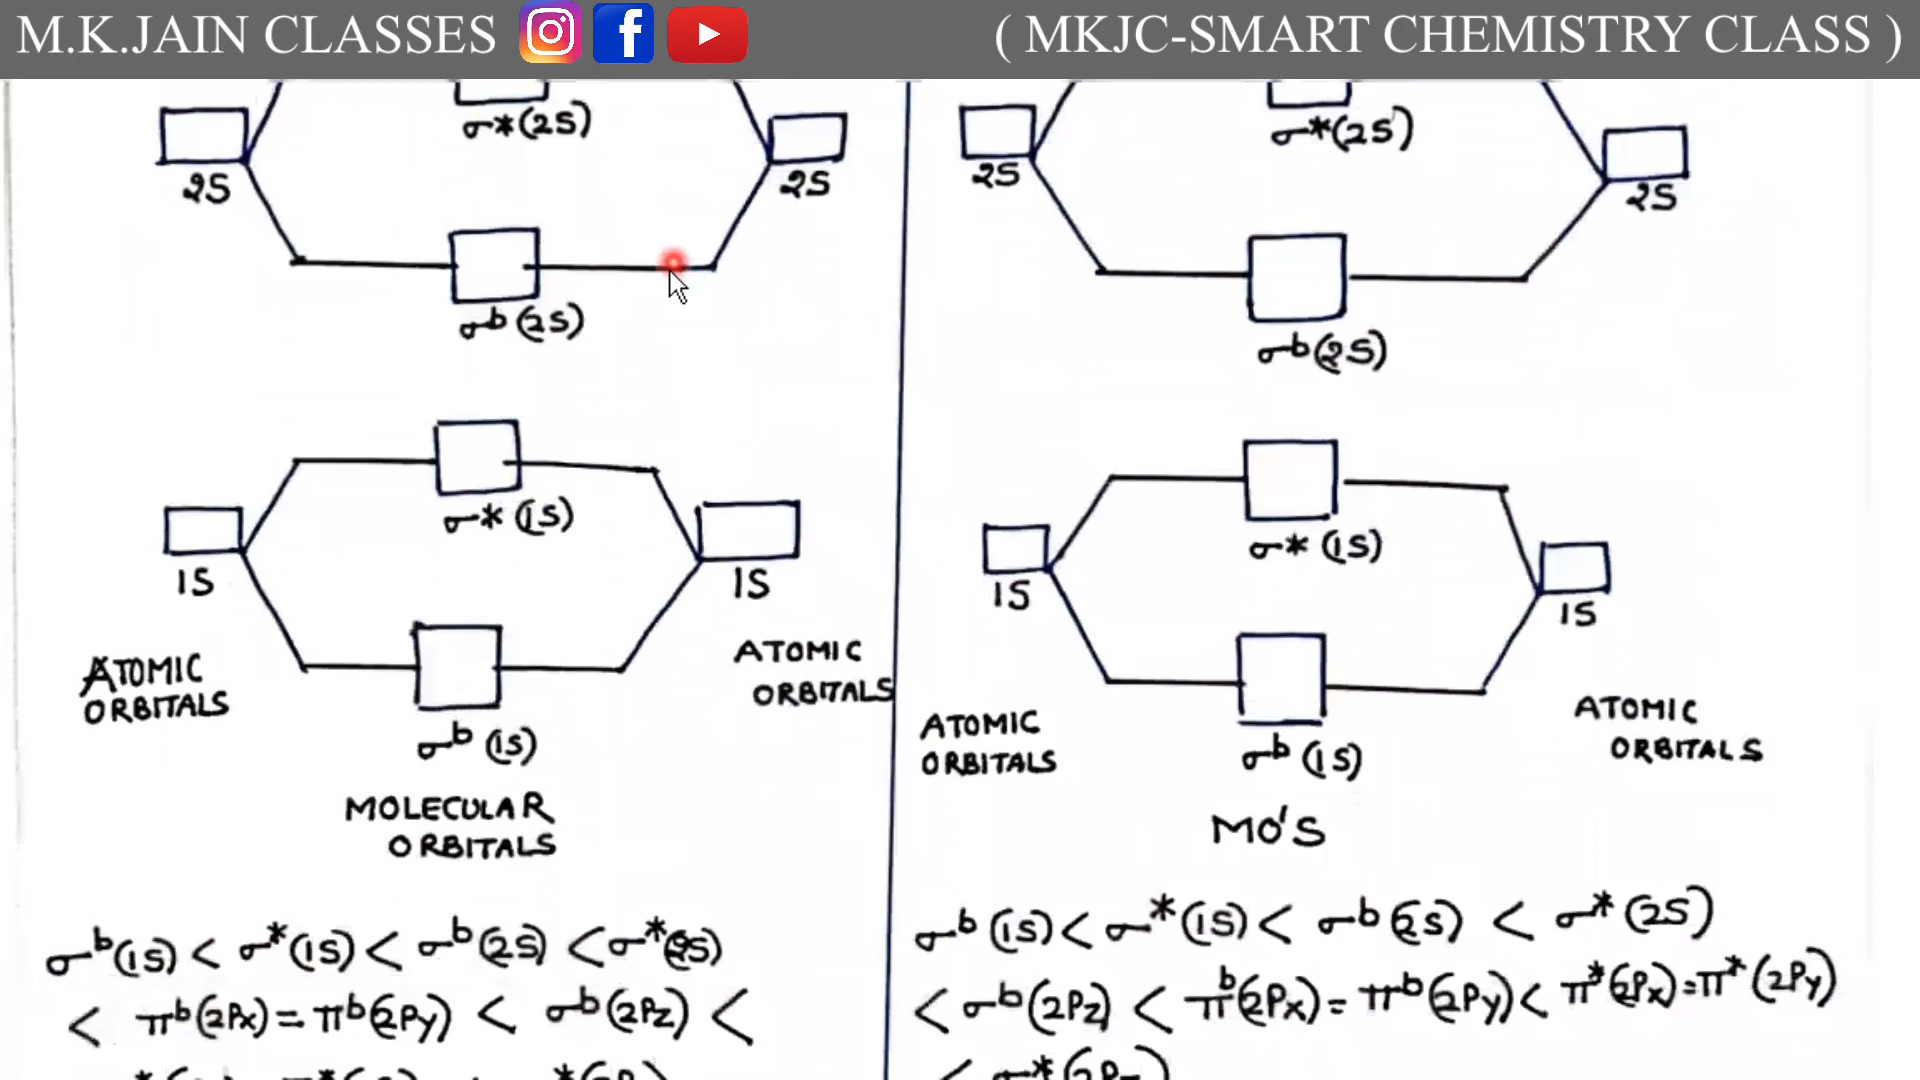 M.K.JAIN CLASSES
( MKJC-SMART CHEMISTRY CLASS )
σ*(2S)
2S
2S
σb(2S)
σ*(1S)
1S
1S
ATOMIC
ORBITALS
ATOMIC
ORBITALS
σb (1S)
MOLECULAR
ORBITALS
σb(1S) < σ*(1S) < σb(2S) < σ*(2S)
< πb(2Px) = πb(2Py) < σb(2Pz) <
σ*(2S)
2S
2S
σb(2S)
σ*(1S)
1S
1S
ATOMIC
ORBITALS
ATOMIC
ORBITALS
σb (1S)
MO'S
σb(1S) < σ*(1S) < σb(2S) < σ*(2S)
< σb(2Pz) < πb(2Px) = πb(2Py) < π*(2Px) = π*(2Py)